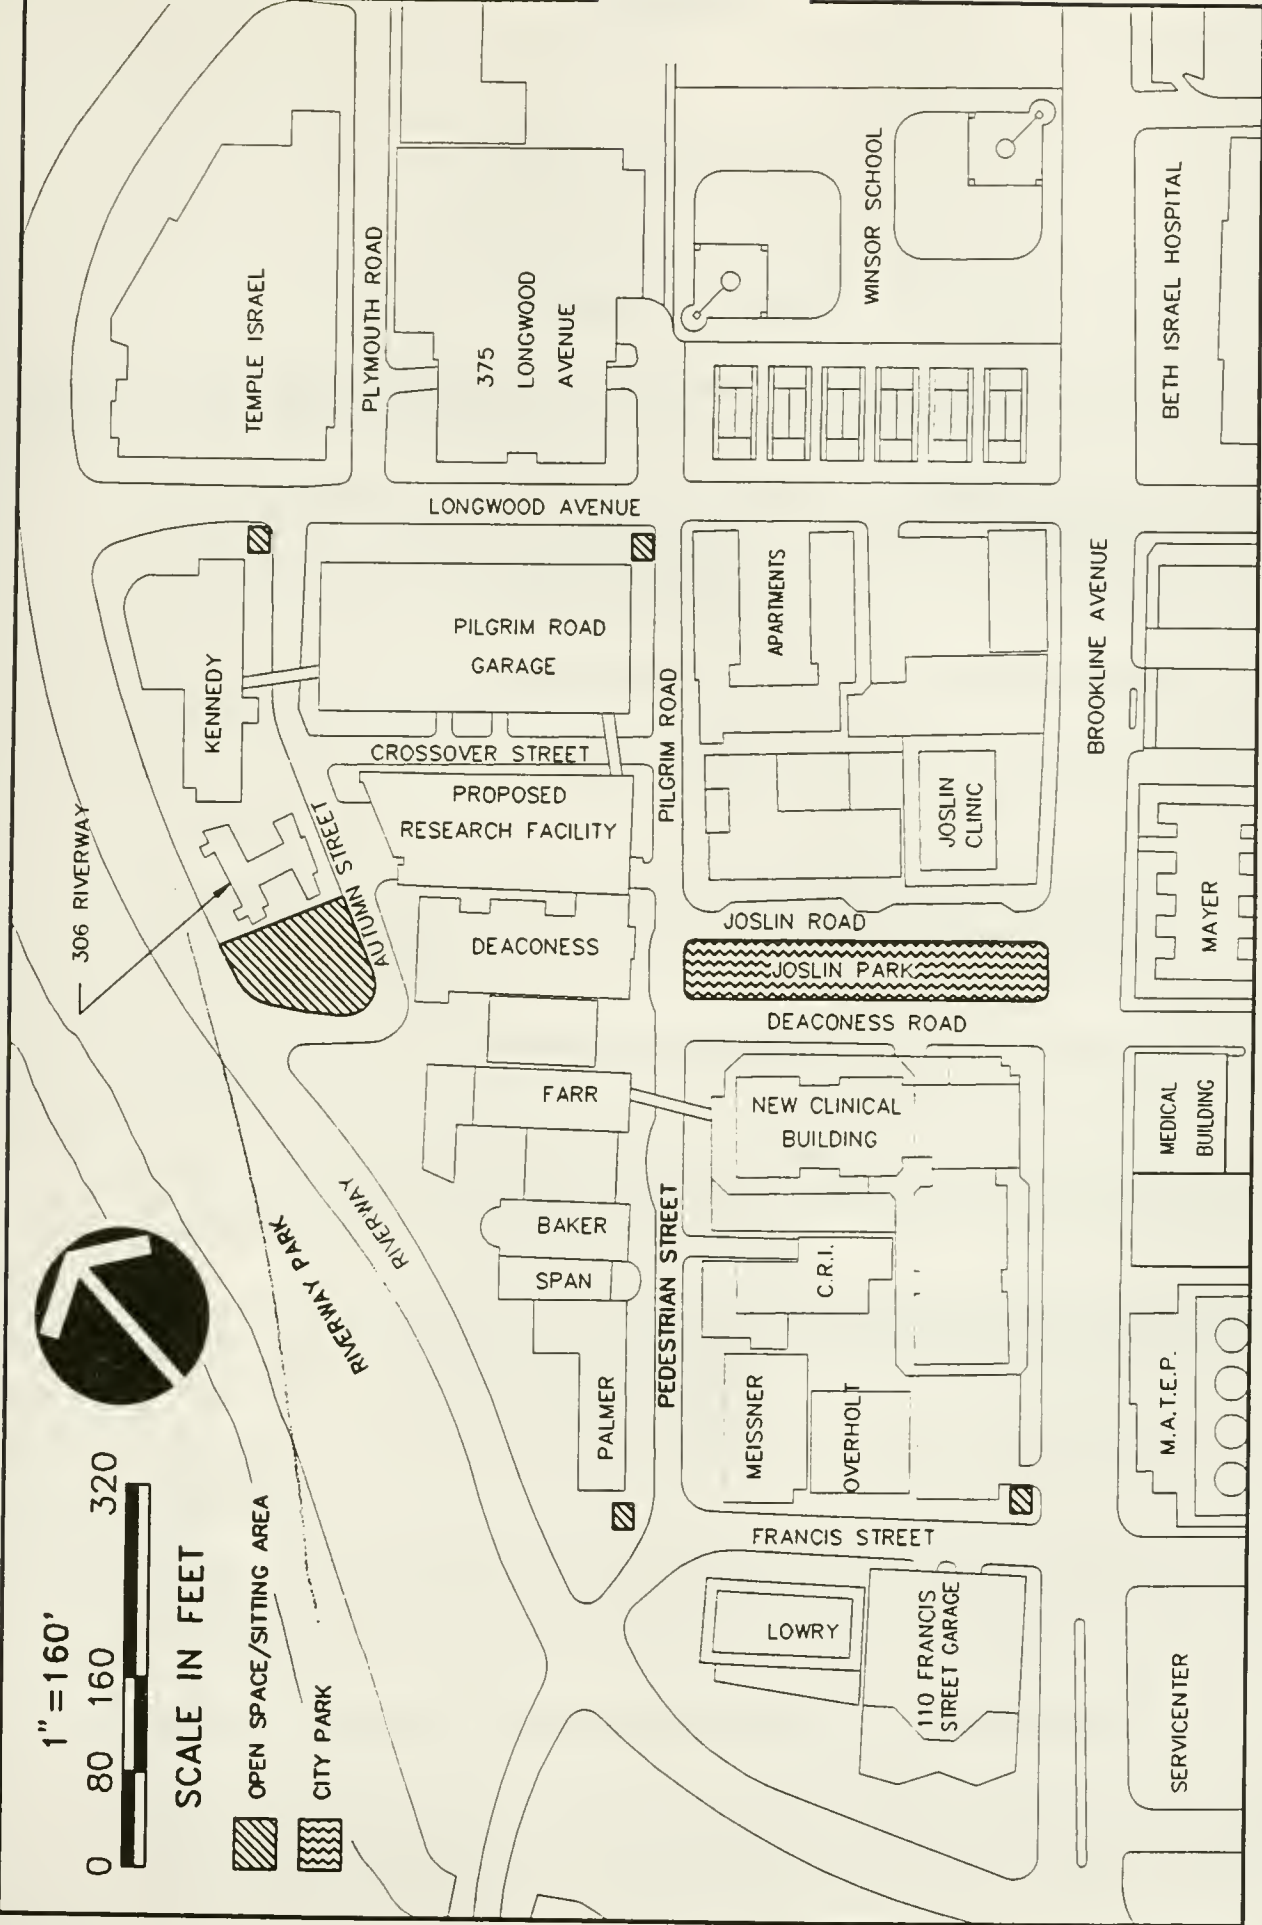 TEMPLE ISRAEL
PLYMOUTH ROAD
375
LONGWOOD
AVENUE
WINSOR SCHOOL
BETH ISRAEL HOSPITAL
LONGWOOD AVENUE
KENNEDY
PILGRIM ROAD
GARAGE
APARTMENTS
PILGRIM ROAD
BROOKLINE AVENUE
CROSSOVER STREET
306 RIVERWAY
AUTUMN STREET
PROPOSED
RESEARCH FACILITY
JOSLIN
CLINIC
MAYER
JOSLIN ROAD
DEACONESS
JOSLIN PARK
DEACONESS ROAD
FARR
NEW CLINICAL
BUILDING
MEDICAL
BUILDING
RIVERWAY
RIVERWAY PARK
BAKER
SPAN
PEDESTRIAN STREET
C.R.I.
PALMER
MEISSNER
OVERHOLT
M.A.T.E.P.
FRANCIS STREET
LOWRY
110 FRANCIS
STREET GARAGE
SERVICENTER
1"=160'
0 80 160 320
SCALE IN FEET
OPEN SPACE/SITTING AREA
CITY PARK